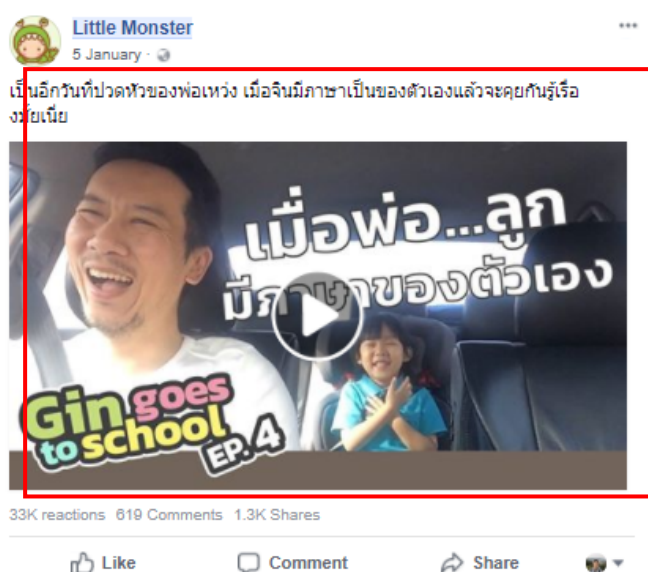 Little Monster
5 January
เป็นอีกวันที่ปวดหัวของพ่อเหว่ง เมื่อจินมีภาษาเป็นของตัวเองแล้วจะคุยกันรู้เรื่อ
งมั้ยเนี่ย
เมื่อพ่อ...ลูก
มีภาษาของตัวเอง
Gin goes
to school
EP.4
33K reactions 619 Comments 1.3K Shares
Like Comment Share